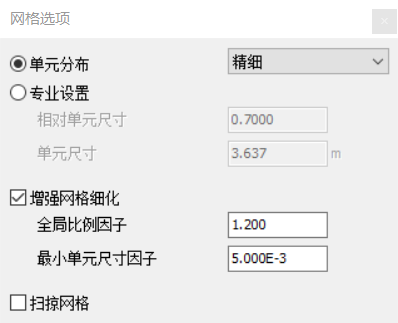 网格选项
单元分布 精细
专业设置
相对单元尺寸 0.7000
单元尺寸 3.637 m
增强网格细化
全局比例因子 1.200
最小单元尺寸因子 5.000E-3
扫掠网格